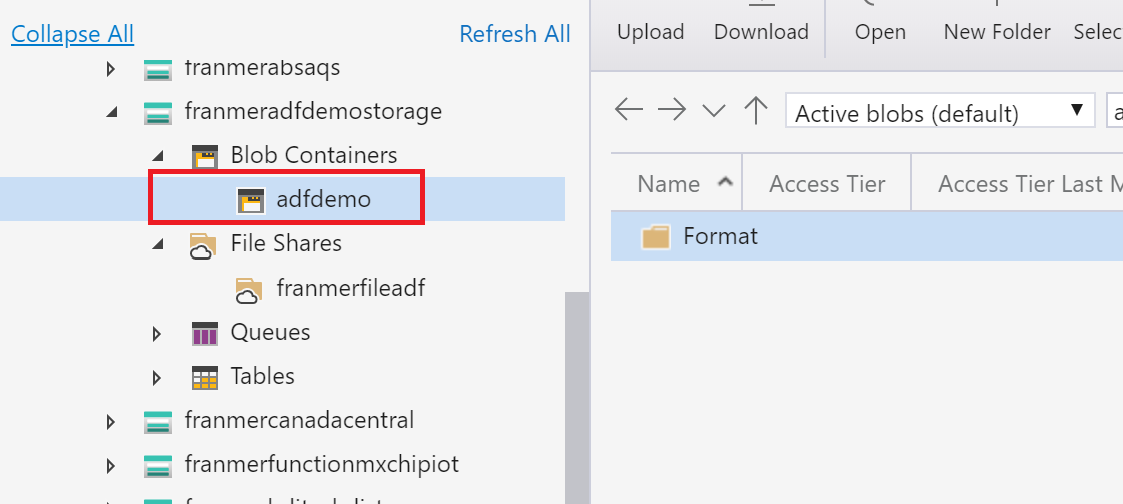 Collapse All
Refresh All
franmerabsaqs
franmeradfdemostorage
Blob Containers
adfdemo
File Shares
franmerfileadf
Queues
Tables
franmercanadacentral
franmerfunctionmxchipiot
Upload
Download
Open
New Folder
Selec
Active blobs (default)
a
Name
Access Tier
Access Tier Last M
Format